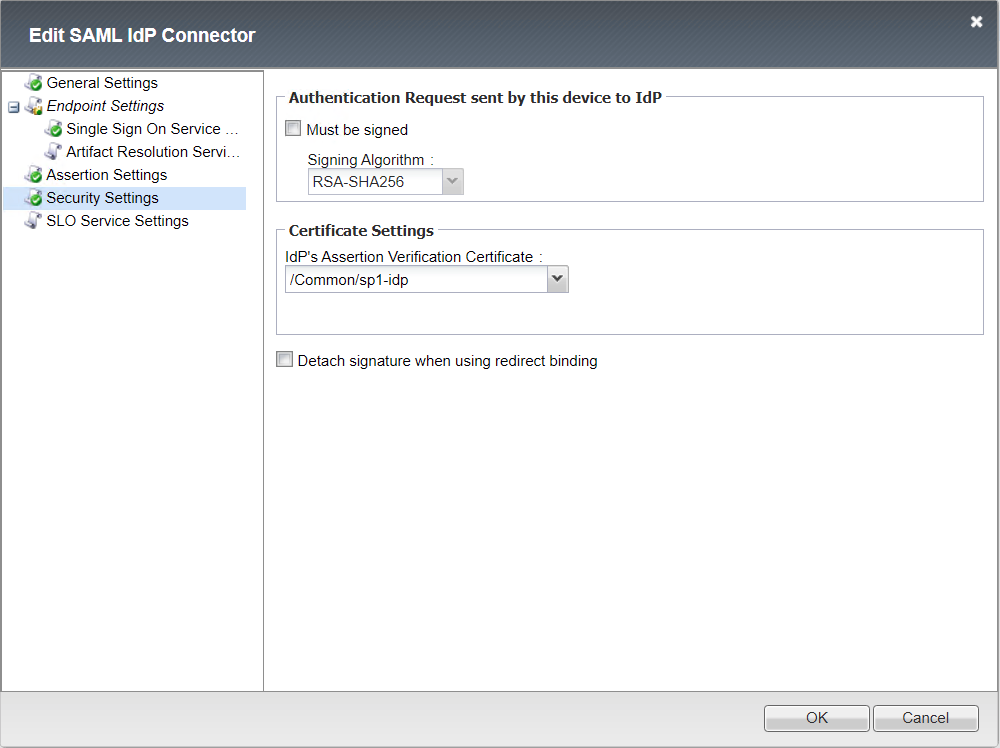 Edit SAML IdP Connector
General Settings
Endpoint Settings
Single Sign On Service ...
Artifact Resolution Servi...
Assertion Settings
Security Settings
SLO Service Settings
Authentication Request sent by this device to IdP
Must be signed
Signing Algorithm :
RSA-SHA256
Certificate Settings
IdP's Assertion Verification Certificate :
/Common/sp1-idp
Detach signature when using redirect binding
OK
Cancel